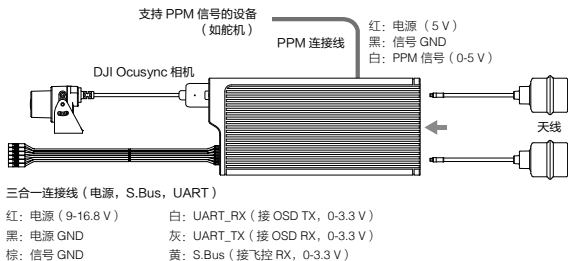 支持 PPM 信号的设备
（如舵机）
PPM 连接线
红：电源（5 V）
黑：信号 GND
白：PPM 信号（0-5 V）
DJI Ocusync 相机
天线
三合一连接线（电源，S.Bus，UART）
红：电源（9-16.8 V） 白：UART_RX（接 OSD TX，0-3.3 V）
黑：电源 GND 灰：UART_TX（接 OSD RX，0-3.3 V）
棕：信号 GND 黄：S.Bus（接飞控 RX，0-3.3 V）